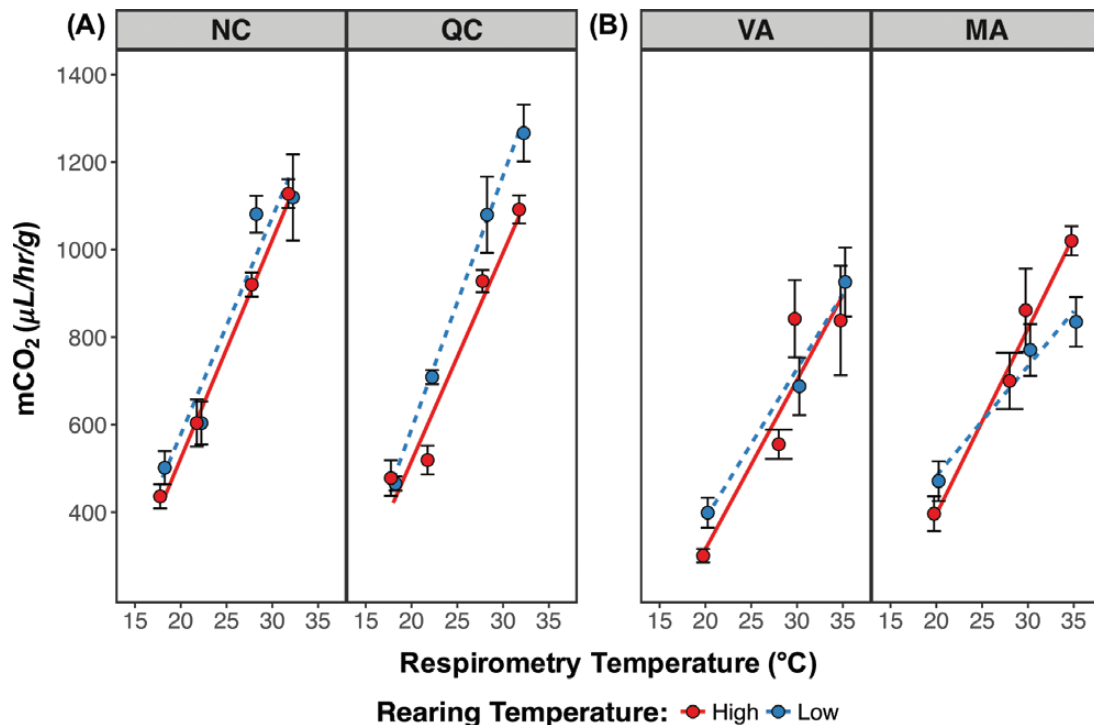 (A) NC QC (B) VA MA
1400
1200
1000
800
600
400
mCO₂ (μL/hr/g)
15 20 25 30 35 15 20 25 30 35 15 20 25 30 35 15 20 25 30 35
Respirometry Temperature (°C)
Rearing Temperature: High Low